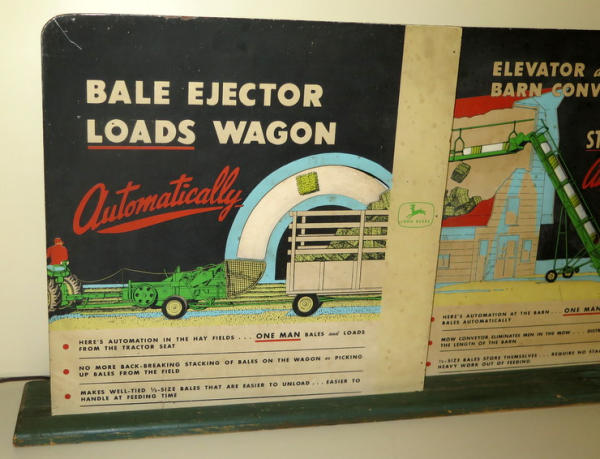 BALE EJECTOR
LOADS WAGON
Automatically
HERE'S AUTOMATION IN THE HAY FIELDS . . . ONE MAN BALES AND LOADS
FROM THE TRACTOR SEAT
NO MORE BACK-BREAKING STACKING OF BALES ON THE WAGON OR PICKING
UP BALES FROM THE FIELD
MAKES WELL-TIED ½-SIZE BALES THAT ARE EASIER TO UNLOAD . . . EASIER TO
HANDLE AT FEEDING TIME
JOHN DEERE
ELEVATOR
BARN CONV
ST
HERE'S AUTOMATION AT THE BARN . . . ONE MAN
BALES AUTOMATICALLY
MOW CONVEYOR ELIMINATES MEN IN THE MOW . . .
THE LENGTH OF THE BARN
½-SIZE BALES STORE THEMSELVES . . . REQUIRE NO
HEAVY WORK OUT OF FEEDING